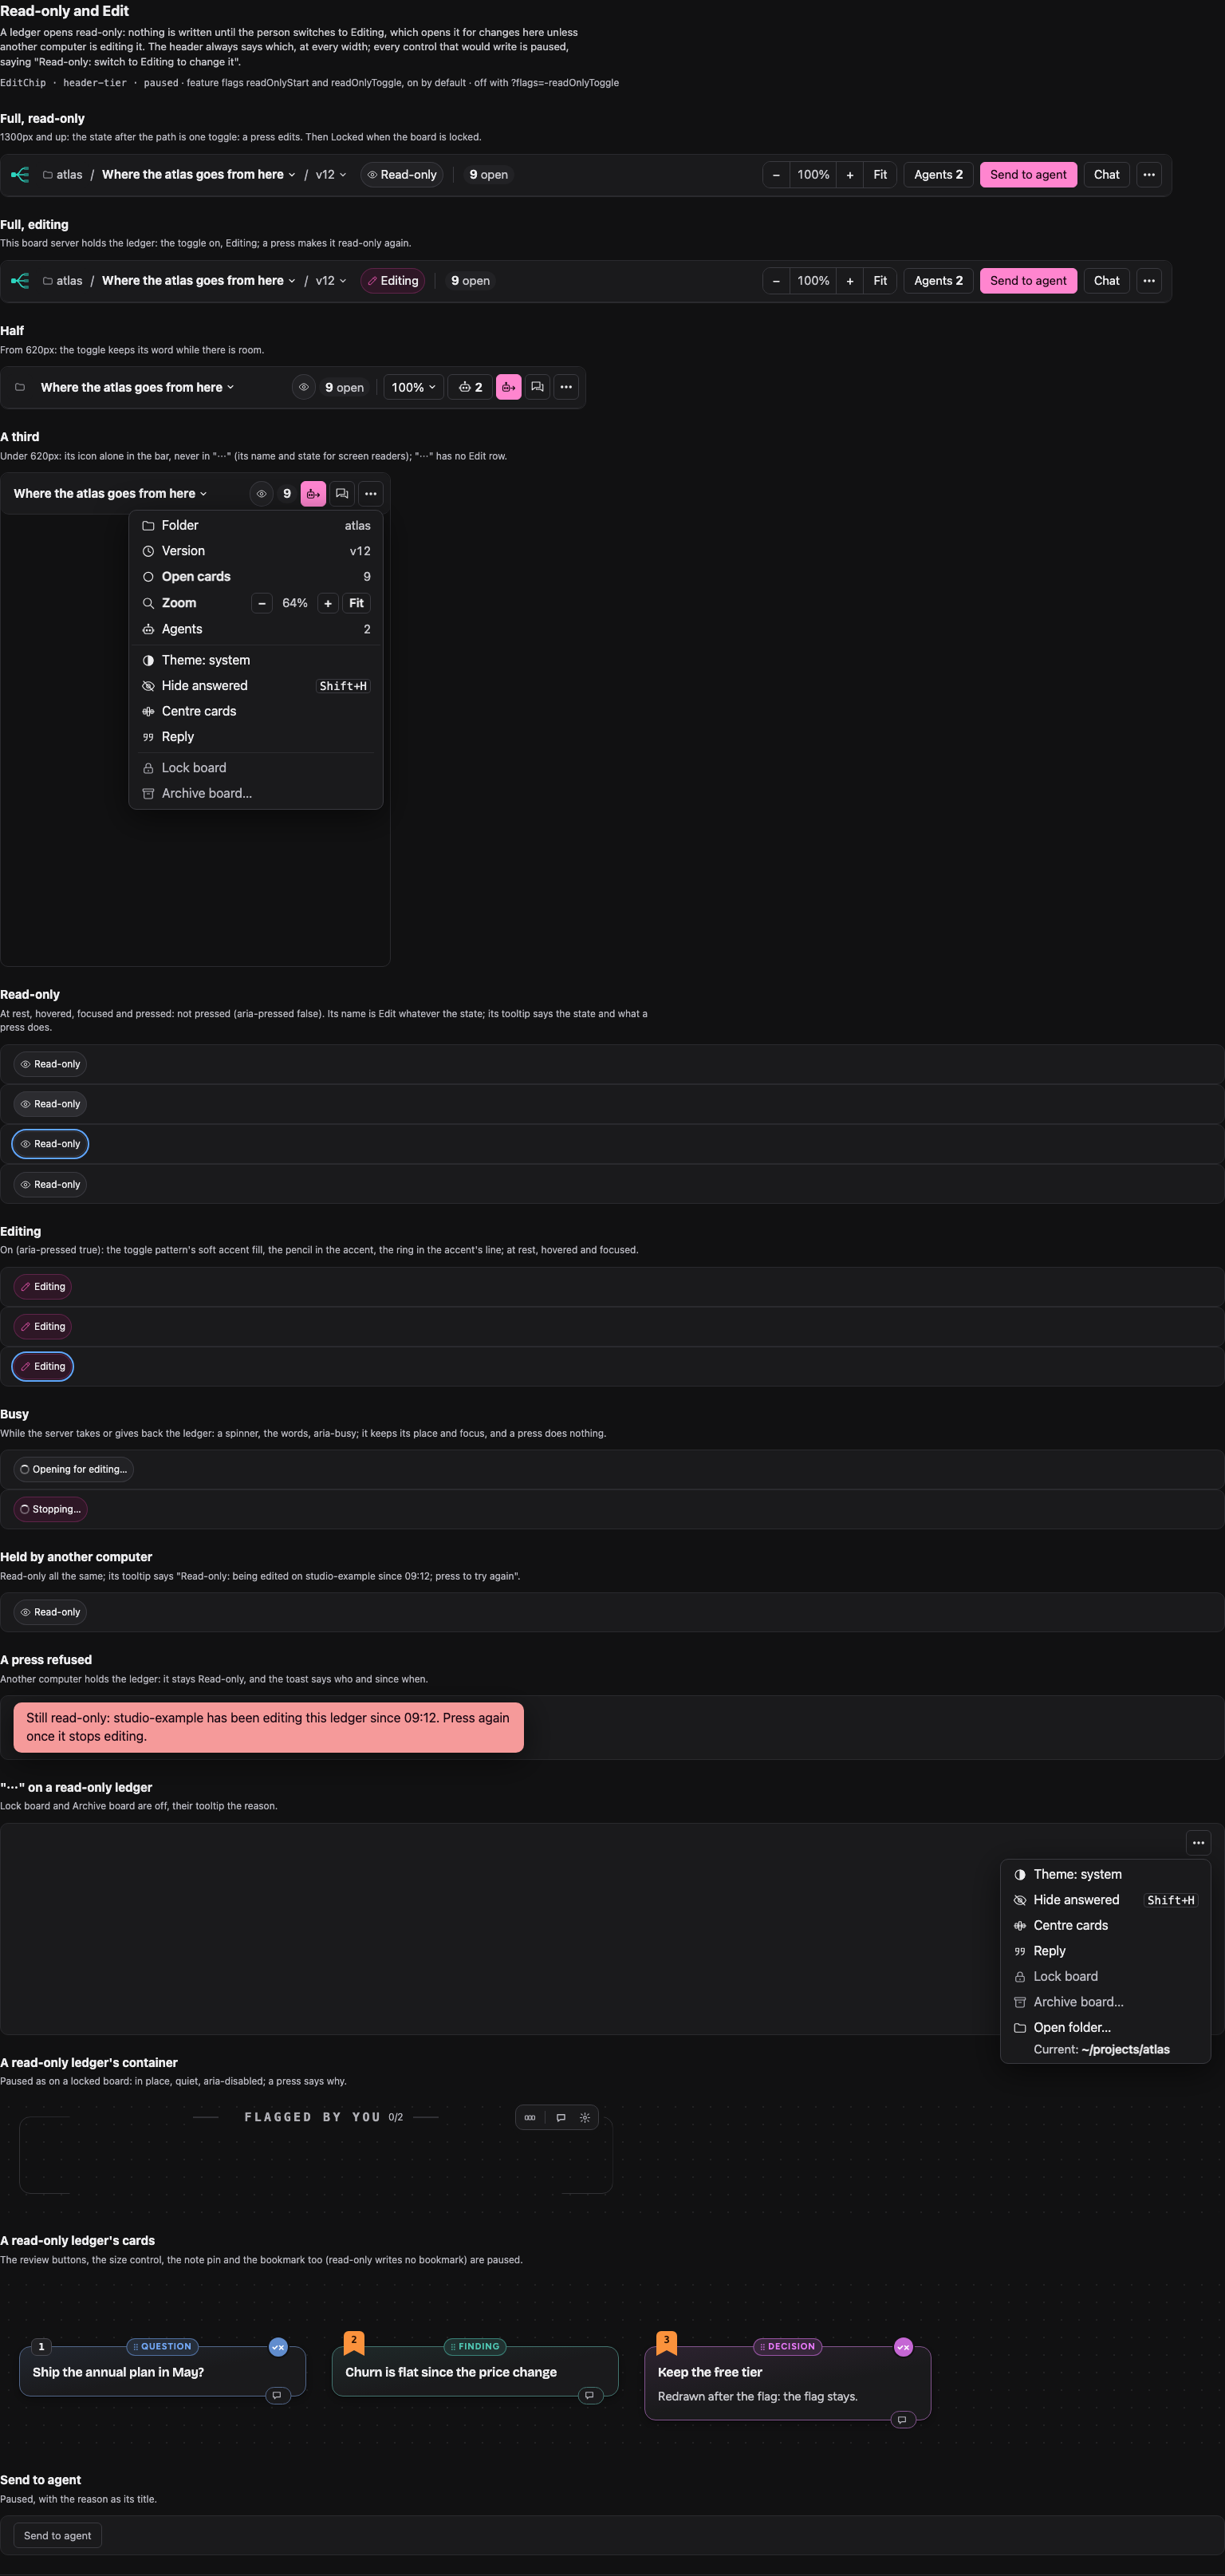 Read-only and Edit
A ledger opens read-only: nothing is written until the person switches to Editing, which opens it for changes here unless
another computer is editing it. The header always says which, at every width; every control that would write is paused,
saying "Read-only: switch to Editing to change it".
EditChip · header-tier · paused · feature flags readOnlyStart and readOnlyToggle, on by default · off with ?flags=-readOnlyToggle
Full, read-only
1300px and up: the state after the path is one toggle: a press edits. Then Locked when the board is locked.
atlas / Where the atlas goes from here / v12 Read-only 9 open − 100% + Fit Agents 2 Send to agent Chat ···
Full, editing
This board server holds the ledger: the toggle on, Editing; a press makes it read-only again.
atlas / Where the atlas goes from here / v12 Editing 9 open − 100% + Fit Agents 2 Send to agent Chat ···
Half
From 620px: the toggle keeps its word while there is room.
Where the atlas goes from here 9 open 100% 2 ···
A third
Under 620px: its icon alone in the bar, never in "···" (its name and state for screen readers); "···" has no Edit row.
Where the atlas goes from here 9 ···
Folder atlas
Version v12
Open cards 9
Zoom − 64% + Fit
Agents 2
Theme: system
Hide answered Shift+H
Centre cards
Reply
Lock board
Archive board...
Read-only
At rest, hovered, focused and pressed: not pressed (aria-pressed false). Its name is Edit whatever the state; its tooltip says the state and what a
press does.
Read-only
Read-only
Read-only
Read-only
Editing
On (aria-pressed true): the toggle pattern's soft accent fill, the pencil in the accent, the ring in the accent's line; at rest, hovered and focused.
Editing
Editing
Editing
Busy
While the server takes or gives back the ledger: a spinner, the words, aria-busy; it keeps its place and focus, and a press does nothing.
Opening for editing...
Stopping...
Held by another computer
Read-only all the same; its tooltip says "Read-only: being edited on studio-example since 09:12; press to try again".
Read-only
A press refused
Another computer holds the ledger: it stays Read-only, and the toast says who and since when.
Still read-only: studio-example has been editing this ledger since 09:12. Press again
once it stops editing.
"···" on a read-only ledger
Lock board and Archive board are off, their tooltip the reason.
···
Theme: system
Hide answered Shift+H
Centre cards
Reply
Lock board
Archive board...
Open folder...
Current: ~/projects/atlas
A read-only ledger's container
Paused as on a locked board: in place, quiet, aria-disabled; a press says why.
FLAGGED BY YOU 0/2
A read-only ledger's cards
The review buttons, the size control, the note pin and the bookmark too (read-only writes no bookmark) are paused.
1 QUESTION 2 FINDING 3 DECISION
Ship the annual plan in May? Churn is flat since the price change Keep the free tier
Redrawn after the flag: the flag stays.
Send to agent
Paused, with the reason as its title.
Send to agent